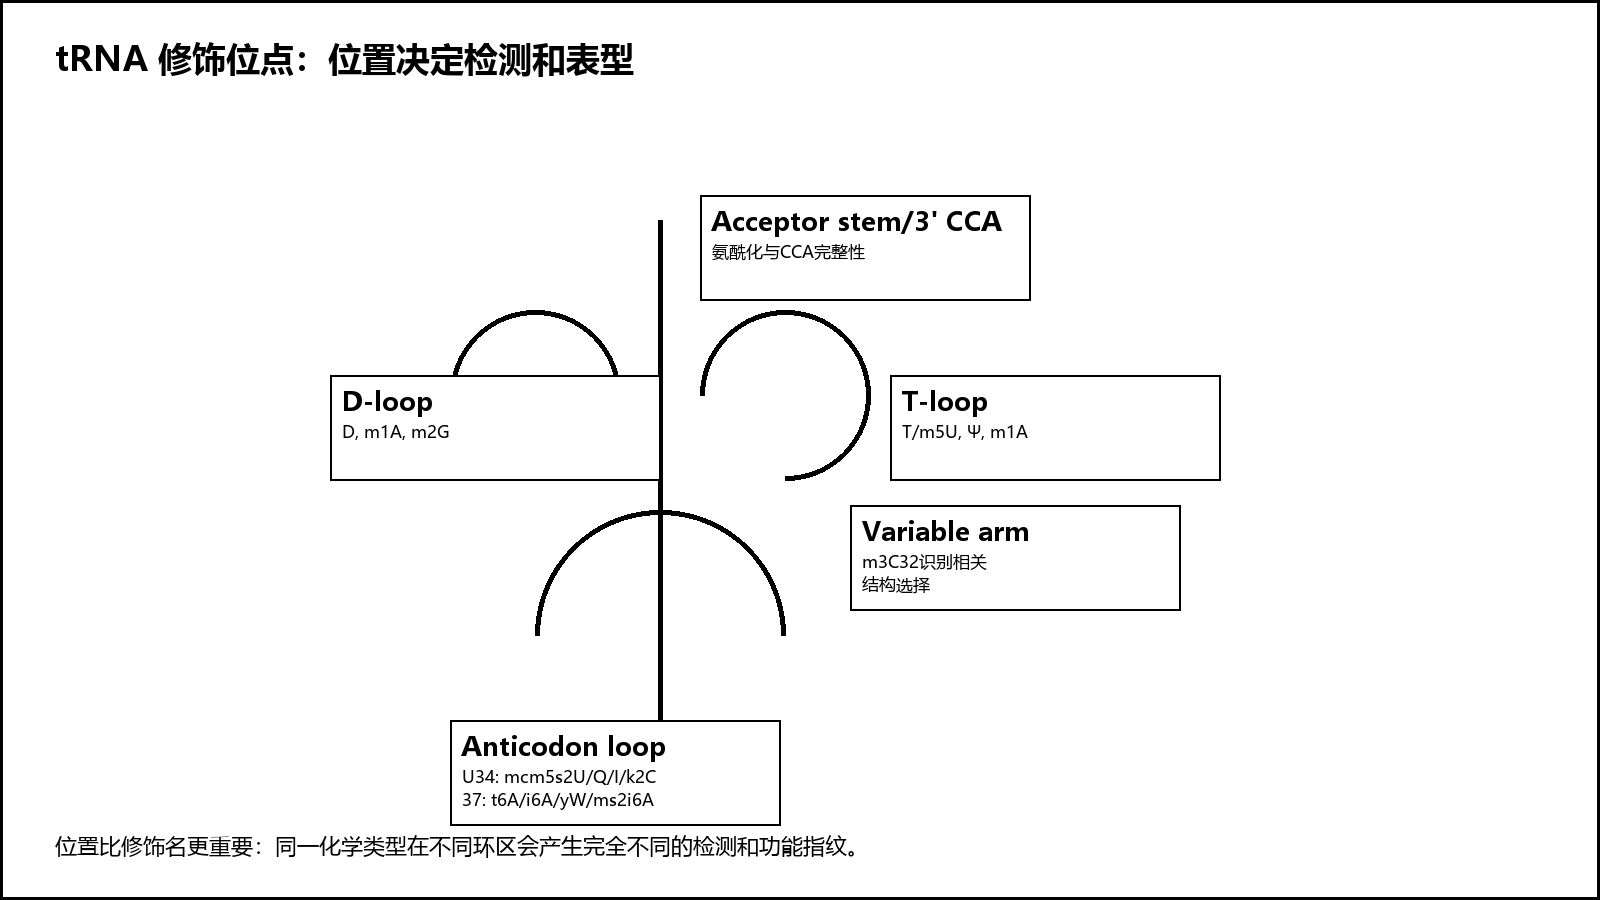 tRNA 修饰位点：位置决定检测和表型
Acceptor stem/3' CCA
氨酰化与CCA完整性
D-loop
D, m1A, m2G
T-loop
T/m5U, Ψ, m1A
Variable arm
m3C32识别相关
结构选择
Anticodon loop
U34: mcm5s2U/Q/I/k2C
37: t6A/i6A/yW/ms2i6A
位置比修饰名更重要：同一化学类型在不同环区会产生完全不同的检测和功能指纹。